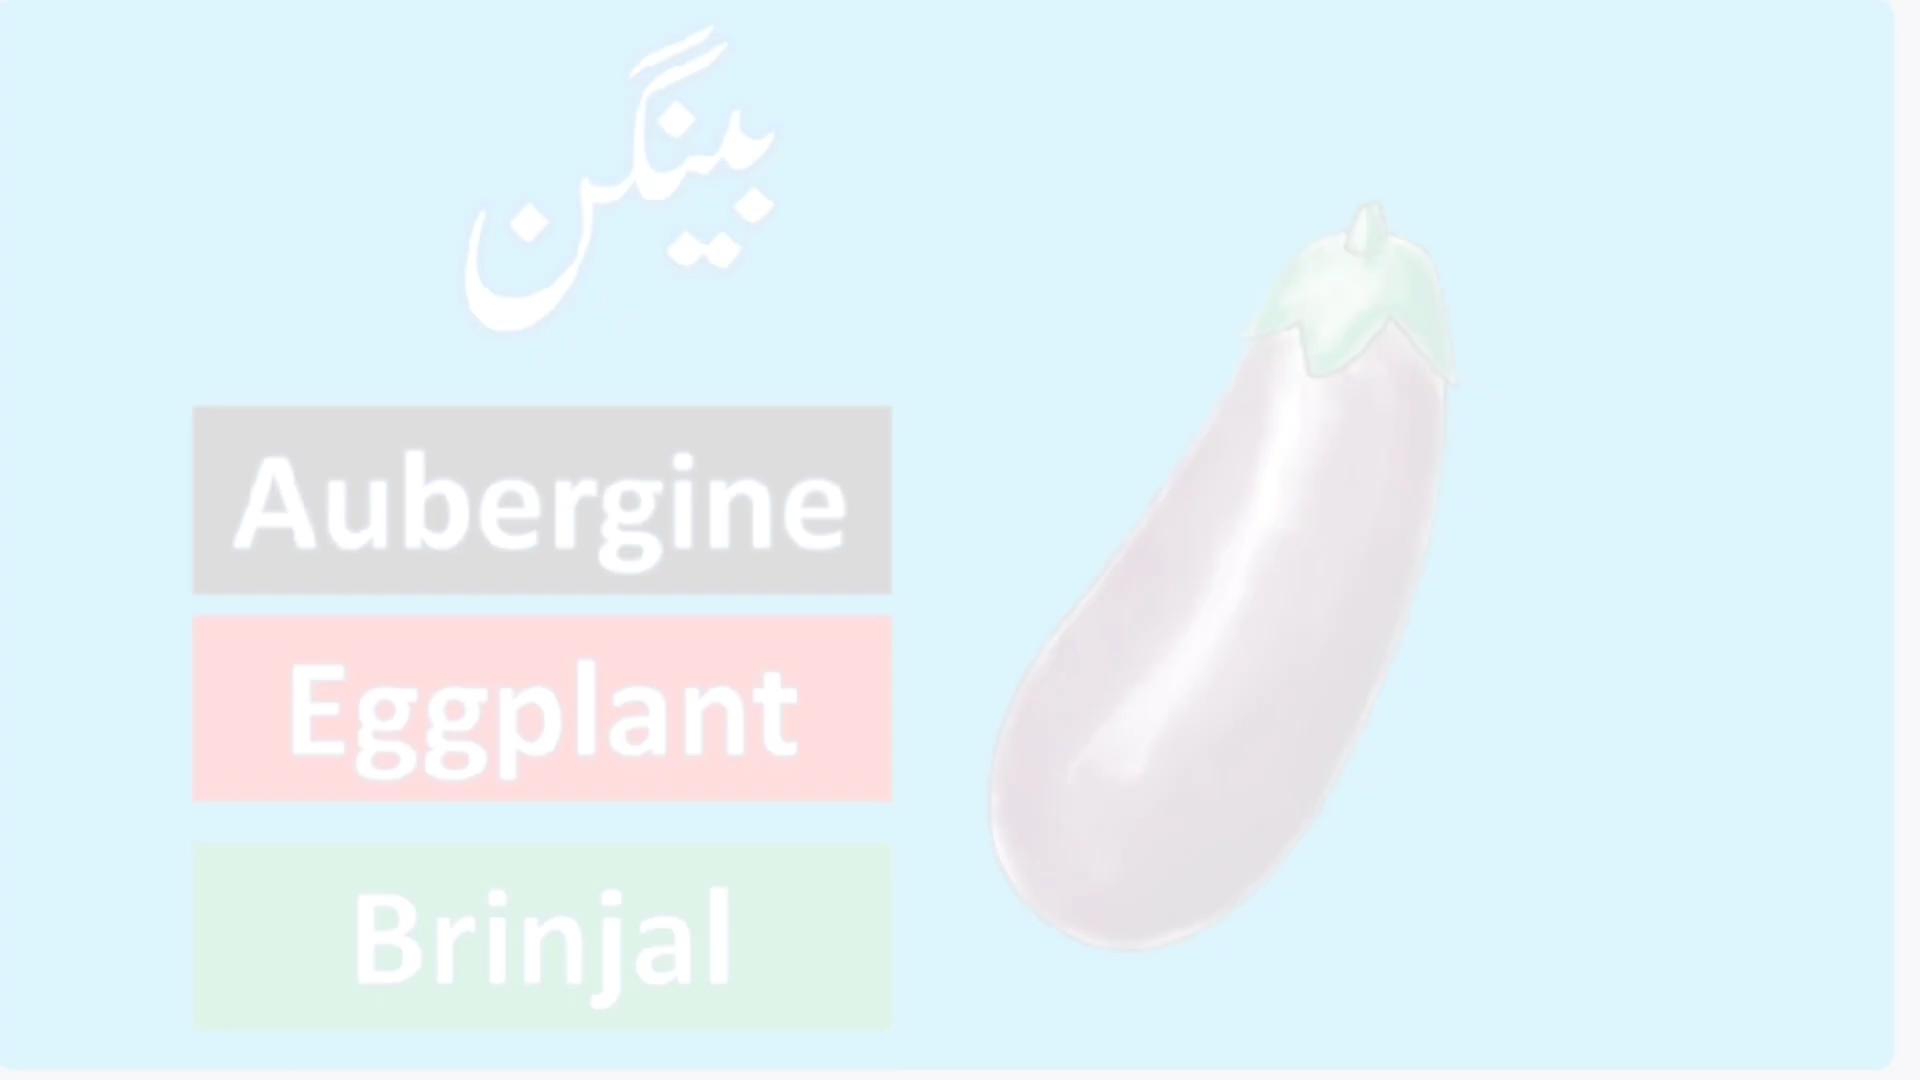 بینگن
Aubergine
Eggplant
Brinjal